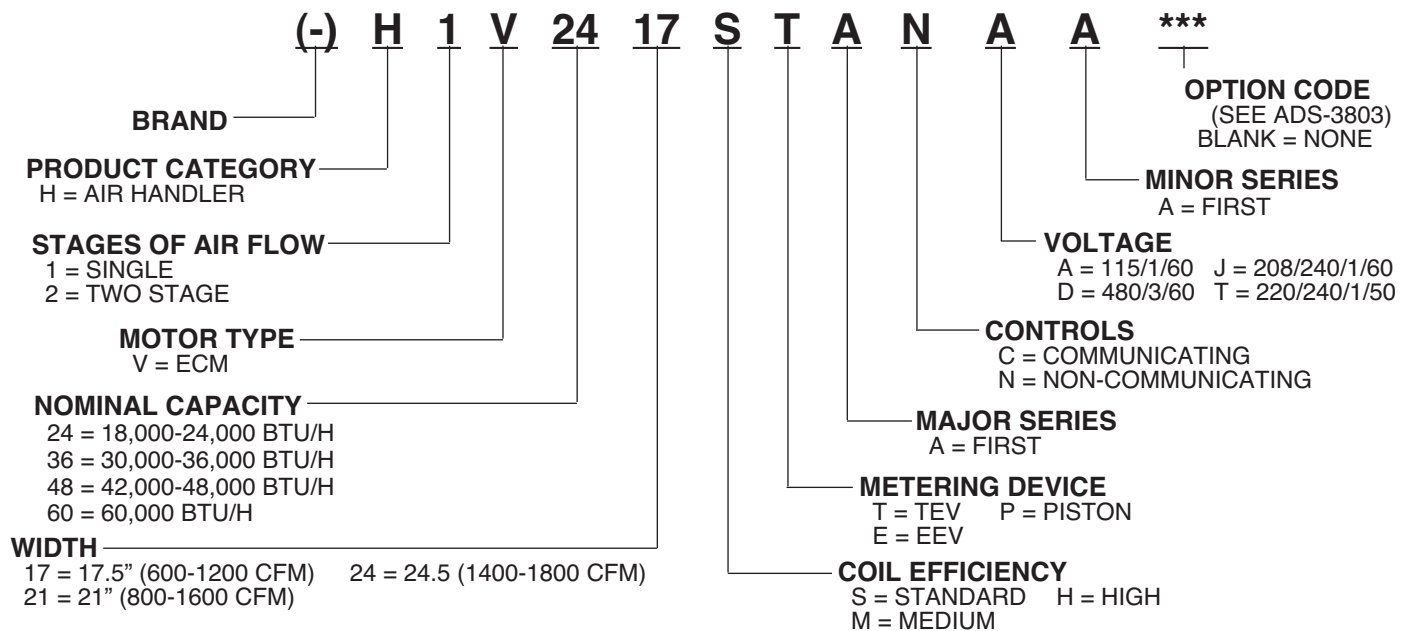 (-) H 1 V 24 17 S T A N A A ***
BRAND
PRODUCT CATEGORY
H = AIR HANDLER
STAGES OF AIR FLOW
1 = SINGLE
2 = TWO STAGE
MOTOR TYPE
V = ECM
NOMINAL CAPACITY
24 = 18,000-24,000 BTU/H
36 = 30,000-36,000 BTU/H
48 = 42,000-48,000 BTU/H
60 = 60,000 BTU/H
WIDTH
17 = 17.5” (600-1200 CFM) 24 = 24.5 (1400-1800 CFM)
21 = 21” (800-1600 CFM)
OPTION CODE
(SEE ADS-3803)
BLANK = NONE
MINOR SERIES
A = FIRST
VOLTAGE
A = 115/1/60 J = 208/240/1/60
D = 480/3/60 T = 220/240/1/50
CONTROLS
C = COMMUNICATING
N = NON-COMMUNICATING
MAJOR SERIES
A = FIRST
METERING DEVICE
T = TEV P = PISTON
E = EEV
COIL EFFICIENCY
S = STANDARD H = HIGH
M = MEDIUM